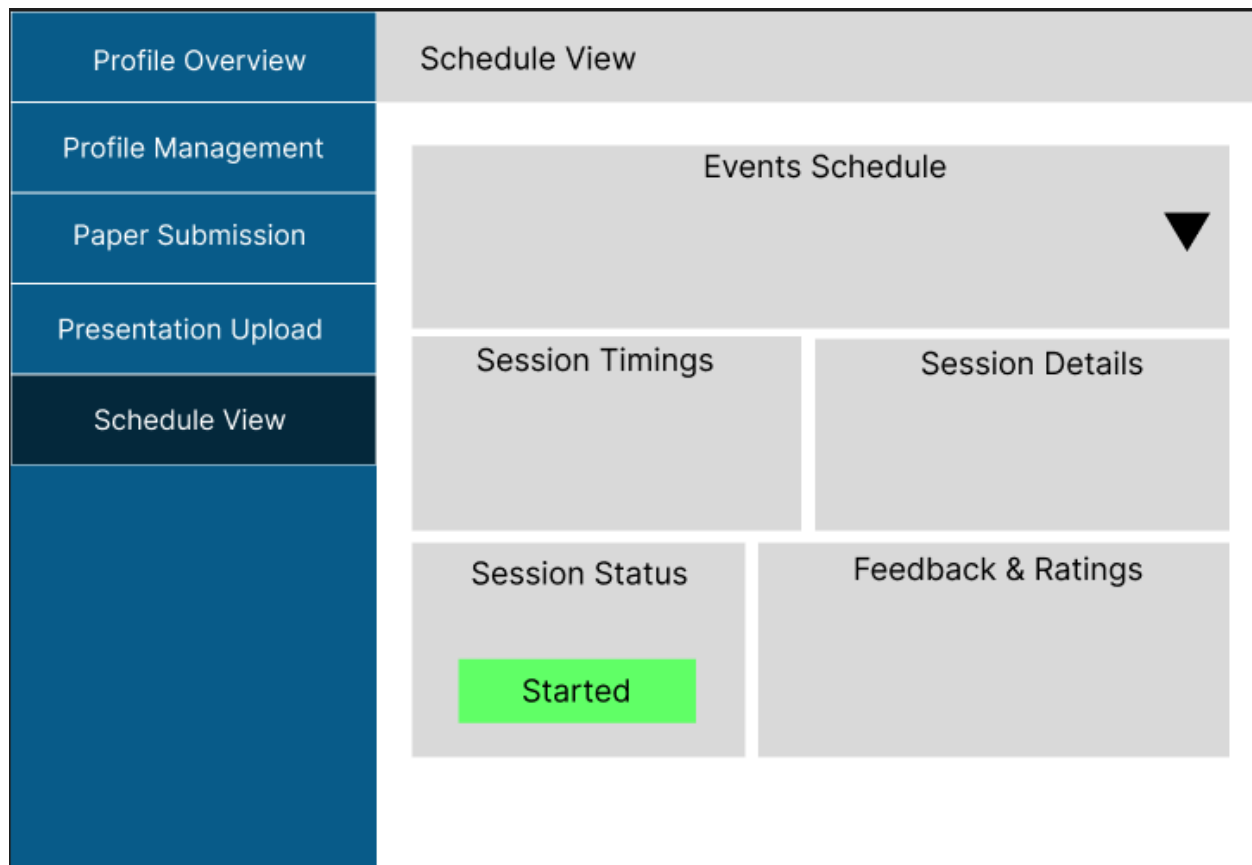 Profile Overview
Profile Management
Paper Submission
Presentation Upload
Schedule View
Schedule View
Events Schedule
Session Timings
Session Details
Session Status
Started
Feedback & Ratings